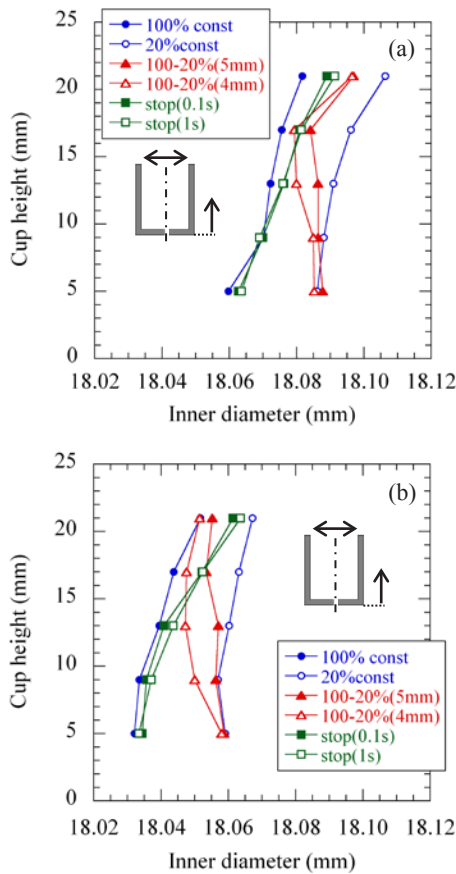 25
20
15
10
5
0
Cup height (mm)
100% const
20%const
100-20%(5mm)
100-20%(4mm)
stop(0.1s)
stop(1s)
(a)
18.02 18.04 18.06 18.08 18.10 18.12
Inner diameter (mm)
25
20
15
10
5
0
Cup height (mm)
(b)
100% const
20%const
100-20%(5mm)
100-20%(4mm)
stop(0.1s)
stop(1s)
18.02 18.04 18.06 18.08 18.10 18.12
Inner diameter (mm)